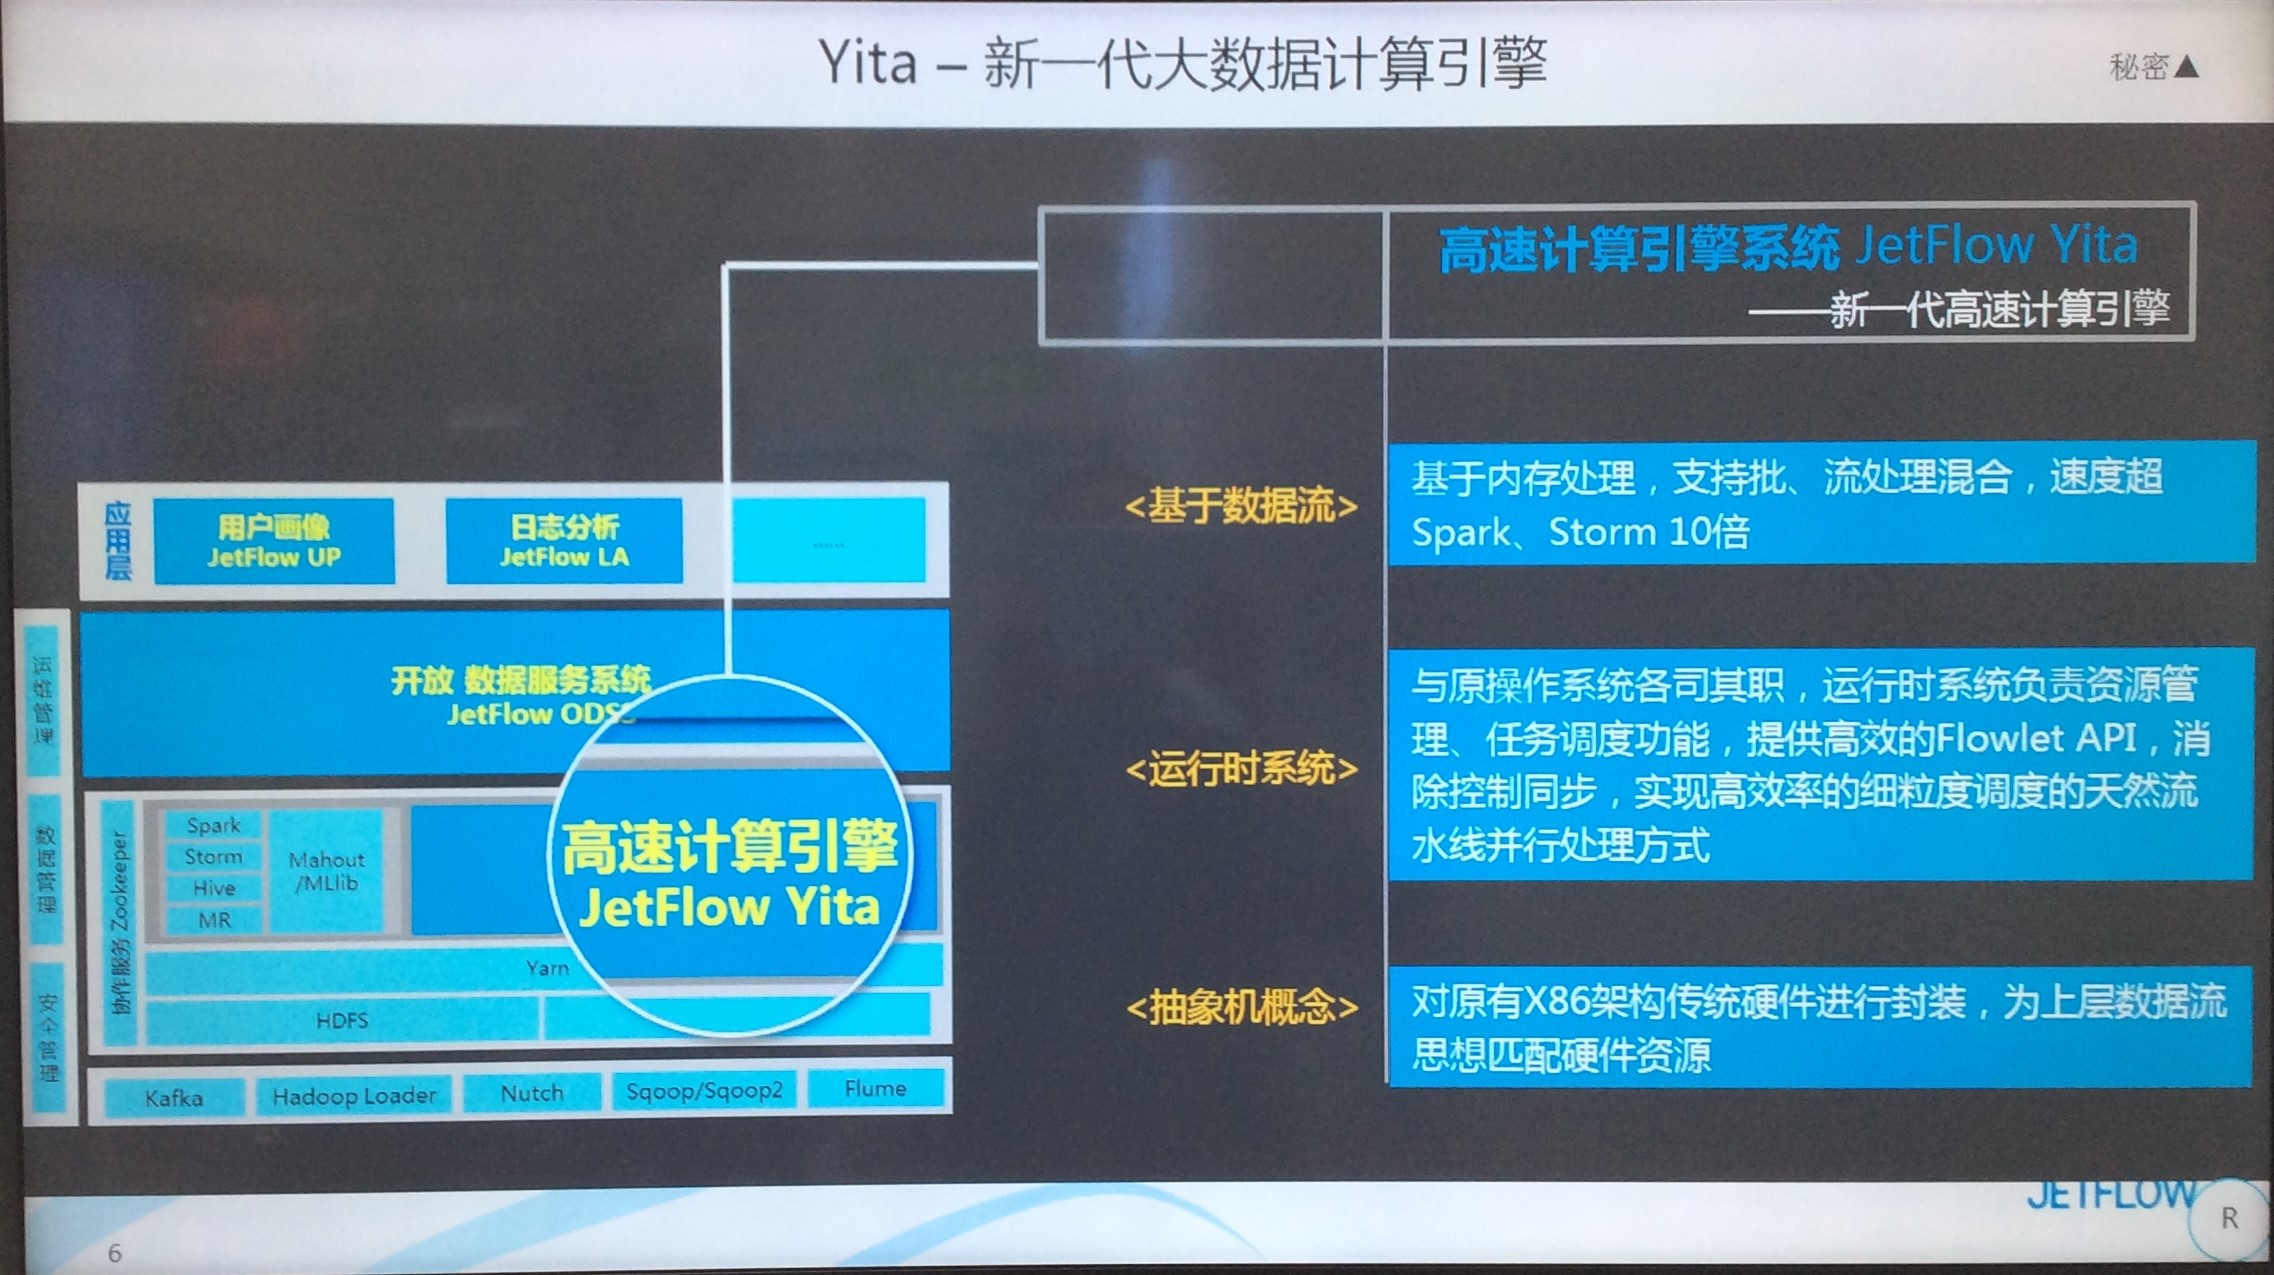 Yita – 新一代大数据计算引擎
秘密▲
高速计算引擎系统 JetFlow Yita
——新一代高速计算引擎
<基于数据流>
基于内存处理，支持批、流处理混合，速度超
Spark、Storm 10倍
<运行时系统>
与原操作系统各司其职，运行时系统负责资源管
理、任务调度功能，提供高效的Flowlet API，消
除控制同步，实现高效率的细粒度调度的天然流
水线并行处理方式
<抽象机概念>
对原有X86架构传统硬件进行封装，为上层数据流
思想匹配硬件资源
应用层
用户画像
JetFlow UP
日志分析
JetFlow LA
......
开放 数据服务系统
JetFlow ODSS
运维管理
数据管理
安全管理
协作服务 Zookeeper
Spark
Storm
Hive
MR
Mahout
/MLlib
高速计算引擎
JetFlow Yita
Yarn
HDFS
Kafka
Hadoop Loader
Nutch
Sqoop/Sqoop2
Flume
JETFLOW
R
6